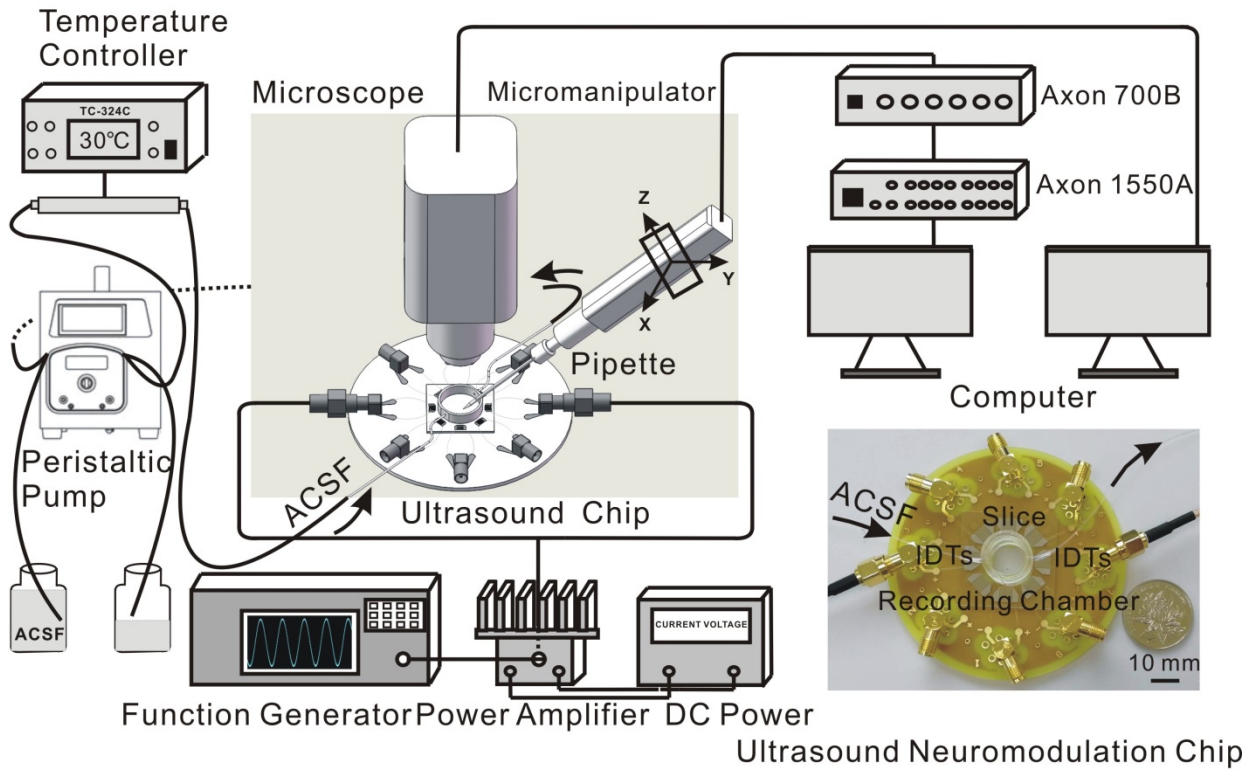 Temperature
Controller
TC-324C
30℃
Microscope
Micromanipulator
Axon 700B
Axon 1550A
Z
Y
X
Pipette
Computer
Peristaltic
Pump
ACSF
Ultrasound Chip
ACSF
CURRENT VOLTAGE
Function Generator Power Amplifier DC Power
ACSF
Slice
IDTs IDTs
Recording Chamber
10 mm
Ultrasound Neuromodulation Chip